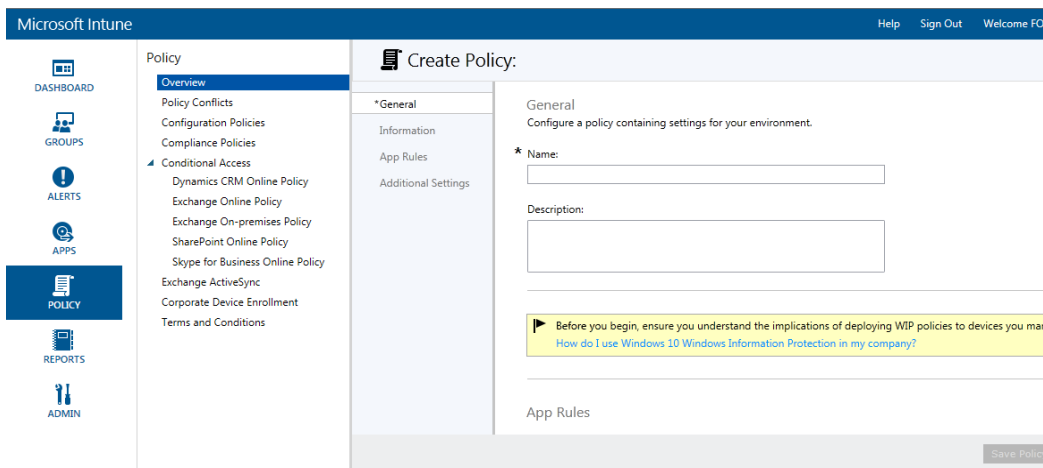 Microsoft Intune
Help Sign Out Welcome FO
DASHBOARD
GROUPS
ALERTS
APPS
POLICY
REPORTS
ADMIN
Policy
Overview
Policy Conflicts
Configuration Policies
Compliance Policies
Conditional Access
Dynamics CRM Online Policy
Exchange Online Policy
Exchange On-premises Policy
SharePoint Online Policy
Skype for Business Online Policy
Exchange ActiveSync
Corporate Device Enrollment
Terms and Conditions
Create Policy:
*General
Information
App Rules
Additional Settings
General
Configure a policy containing settings for your environment.
* Name:
Description:
Before you begin, ensure you understand the implications of deploying WIP policies to devices you ma
How do I use Windows 10 Windows Information Protection in my company?
App Rules
Save Policy